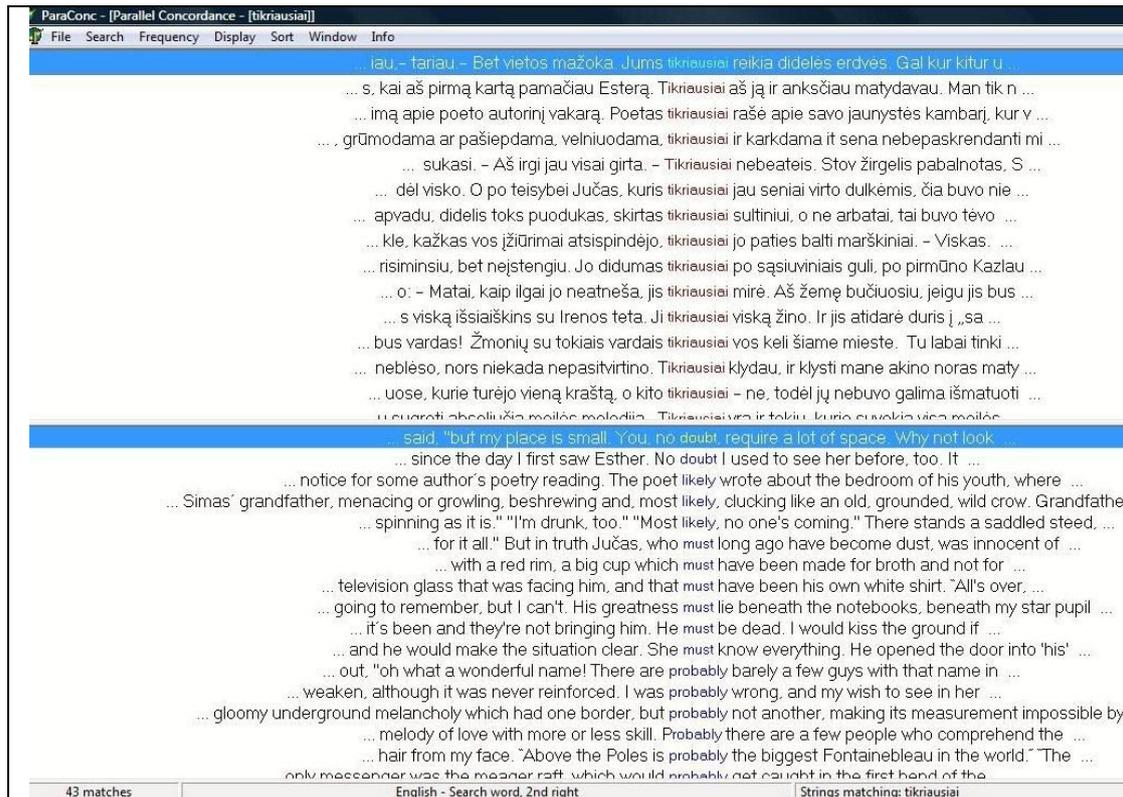 ParaConc - [Parallel Concordance - [tikriausiai]]
File Search Frequency Display Sort Window Info
... iau,- tariau.- Bet vietos mažoka. Jums tikriausiai reikia didelės erdvės. Gal kur kitur u ...
... s, kai aš pirmą kartą pamačiau Esterą. Tikriausiai aš ją ir anksčiau matydavau. Man tik n ...
... imą apie poeto autorinį vakarą. Poetas tikriausiai rašė apie savo jaunystės kambarį, kur v ...
... , grūmodama ar pašiepdama, velniuodama, tikriausiai ir karkdama it sena nebepaskrendanti mi ...
... sukasi. - Aš irgi jau visai girta. - Tikriausiai nebeateis. Stov žirgelis pabalnotas, S ...
... dėl visko. O po teisybei Jučas, kuris tikriausiai jau seniai virto dulkėmis, čia buvo nie ...
... apvadu, didelis toks puodukas, skirtas tikriausiai sultiniui, o ne arbatai, tai buvo tėvo ...
... kle, kažkas vos įžiūrimai atsispindėjo, tikriausiai jo paties balti marškiniai. - Viskas. ...
... risiminsiu, bet neįstengiu. Jo didumas tikriausiai po sąsiuviniais guli, po pirmūno Kazlau ...
... o: - Matai, kaip ilgai jo neatneša, jis tikriausiai mirė. Aš žemę bučiuosiu, jeigu jis bus ...
... s viską išsiaiškins su Irenos teta. Ji tikriausiai viską žino. Ir jis atidarė duris į „sa ...
... bus vardas! Žmonių su tokiais vardais tikriausiai vos keli šiame mieste. Tu labai tinki ...
... neblėso, nors niekada nepasitvirtino. Tikriausiai klydau, ir klysti mane akino noras maty ...
... uose, kurie turėjo vieną kraštą, o kito tikriausiai - ne, todėl jų nebuvo galima išmatuoti ...
... said, "but my place is small. You, no doubt, require a lot of space. Why not look ...
... since the day I first saw Esther. No doubt I used to see her before, too. It ...
... notice for some author´s poetry reading. The poet likely wrote about the bedroom of his youth, where ...
... Simas´ grandfather, menacing or growling, beshrewing and, most likely, clucking like an old, grounded, wild crow. Grandfathe
... spinning as it is." "I'm drunk, too." "Most likely, no one's coming." There stands a saddled steed, ...
... for it all." But in truth Jučas, who must long ago have become dust, was innocent of ...
... with a red rim, a big cup which must have been made for broth and not for ...
... television glass that was facing him, and that must have been his own white shirt. "All's over, ...
... going to remember, but I can't. His greatness must lie beneath the notebooks, beneath my star pupil ...
... it´s been and they're not bringing him. He must be dead. I would kiss the ground if ...
... and he would make the situation clear. She must know everything. He opened the door into 'his' ...
... out, "oh what a wonderful name! There are probably barely a few guys with that name in ...
... weaken, although it was never reinforced. I was probably wrong, and my wish to see in her ...
... gloomy underground melancholy which had one border, but probably not another, making its measurement impossible by
... melody of love with more or less skill. Probably there are a few people who comprehend the ...
... hair from my face. "Above the Poles is probably the biggest Fontainebleau in the world." "The ...
only messenger was the meager raft, which would probably get caught in the first bend of the
43 matches English - Search word, 2nd right Strings matching: tikriausiai